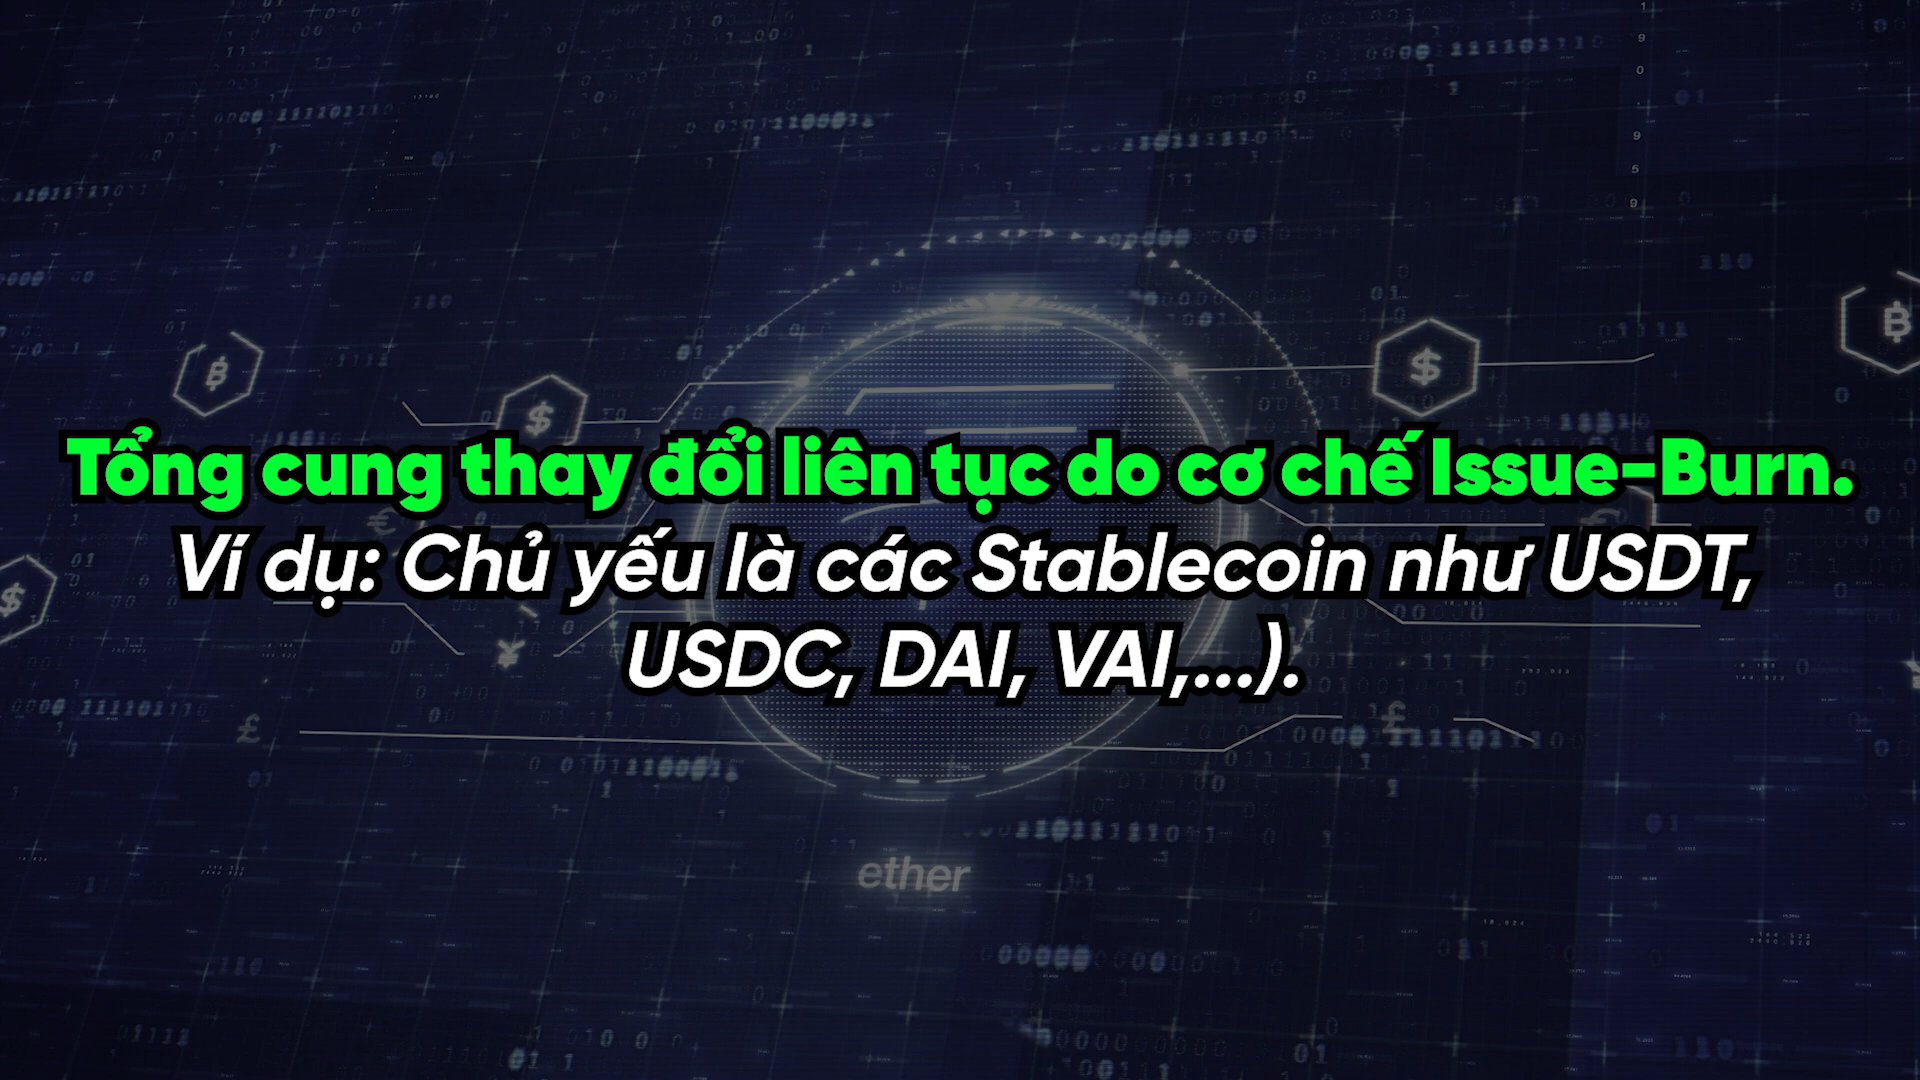 Tổng cung thay đổi liên tục do cơ chế Issue-Burn.
Ví dụ: Chủ yếu là các Stablecoin như USDT,
USDC, DAI, VAI,...).
ether